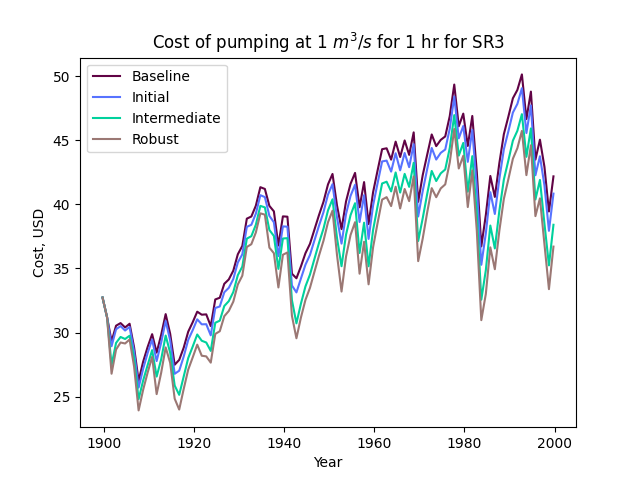 Cost of pumping at 1 m³/s for 1 hr for SR3
Baseline
Initial
Intermediate
Robust
50
45
40
35
30
25
Cost, USD
1900 1920 1940 1960 1980 2000
Year